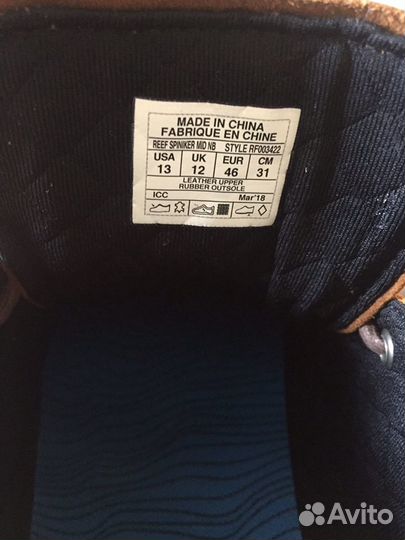 MADE IN CHINA
FABRIQUE EN CHINE
REEF SPINIKER MID NB STYLE RF003422
USA UK EUR CM
13 12 46 31
LEATHER UPPER
RUBBER OUTSOLE
ICC Mar'18
Avito